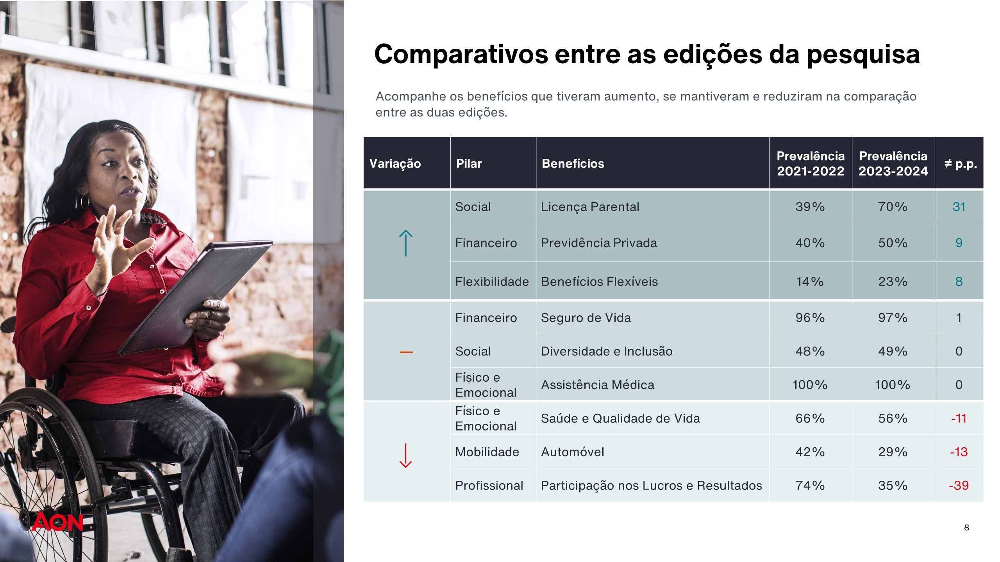 Comparativos entre as edições da pesquisa
Acompanhe os benefícios que tiveram aumento, se mantiveram e reduziram na comparação
entre as duas edições.
Variação Pilar Benefícios Prevalência 2021-2022 Prevalência 2023-2024 ≠ p.p.
↑
Social Licença Parental 39% 70% 31
Financeiro Previdência Privada 40% 50% 9
Flexibilidade Benefícios Flexíveis 14% 23% 8
—
Financeiro Seguro de Vida 96% 97% 1
Social Diversidade e Inclusão 48% 49% 0
Físico e Emocional Assistência Médica 100% 100% 0
↓
Físico e Emocional Saúde e Qualidade de Vida 66% 56% -11
Mobilidade Automóvel 42% 29% -13
Profissional Participação nos Lucros e Resultados 74% 35% -39
AON
8